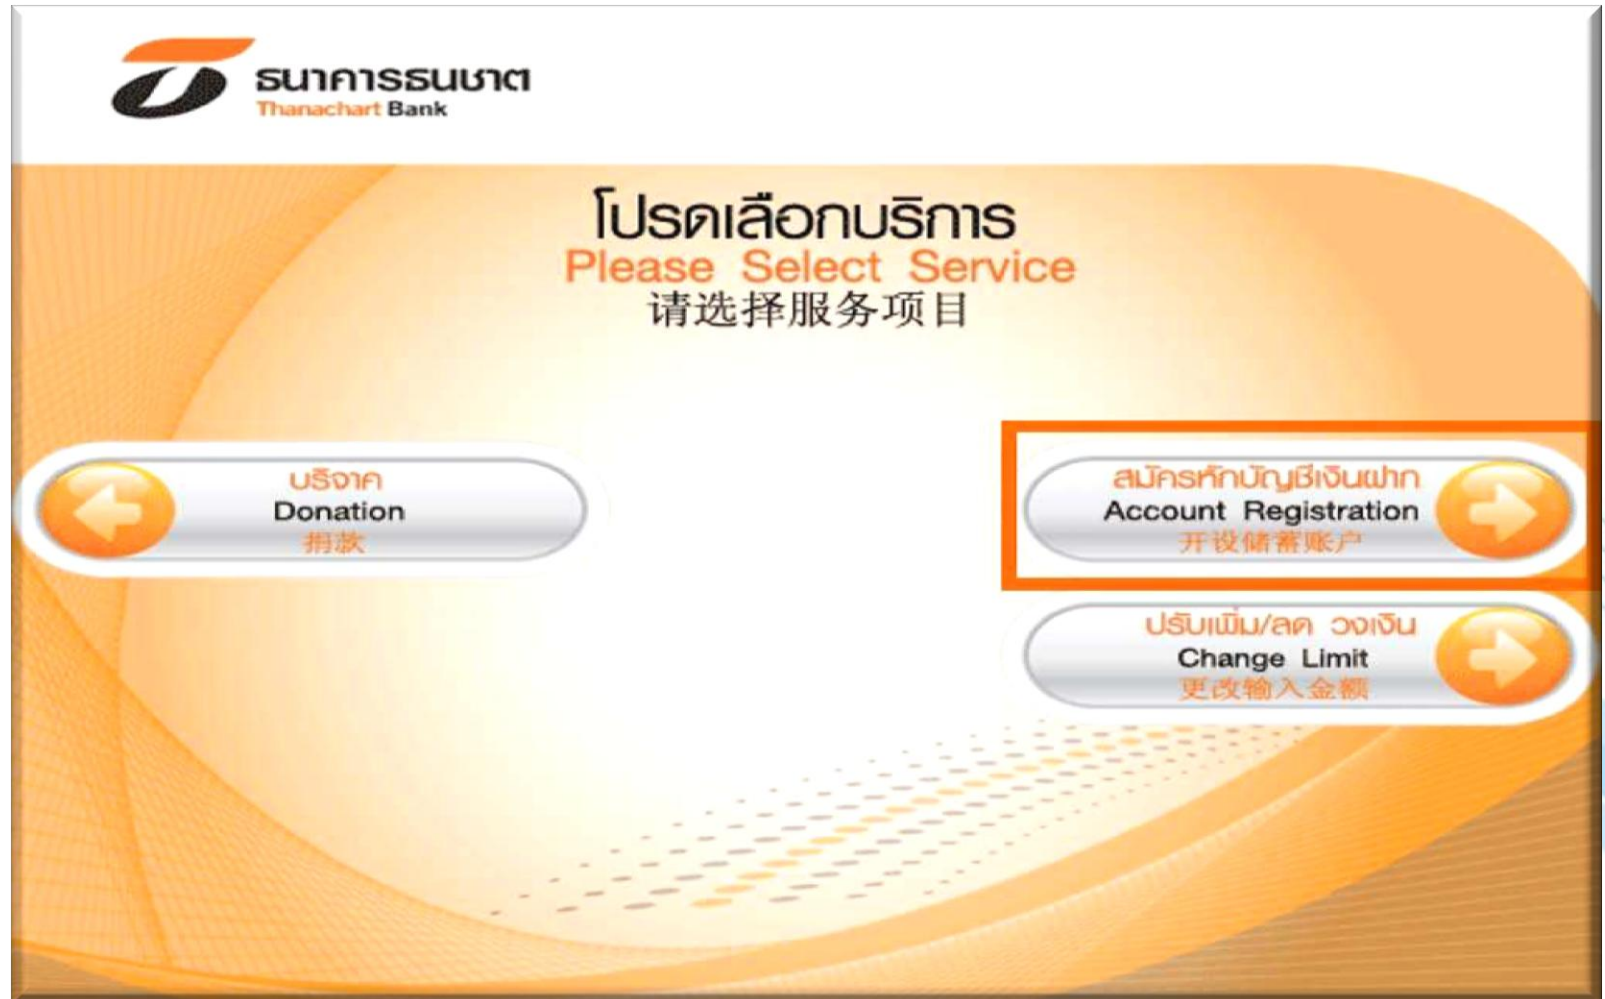 ธนาคารธนชาต
Thanachart Bank
โปรดเลือกบริการ
Please Select Service
请选择服务项目
บริจาค
Donation
捐款
สมัครหักบัญชีเงินฝาก
Account Registration
开设储蓄账户
ปรับเพิ่ม/ลด วงเงิน
Change Limit
更改输入金额